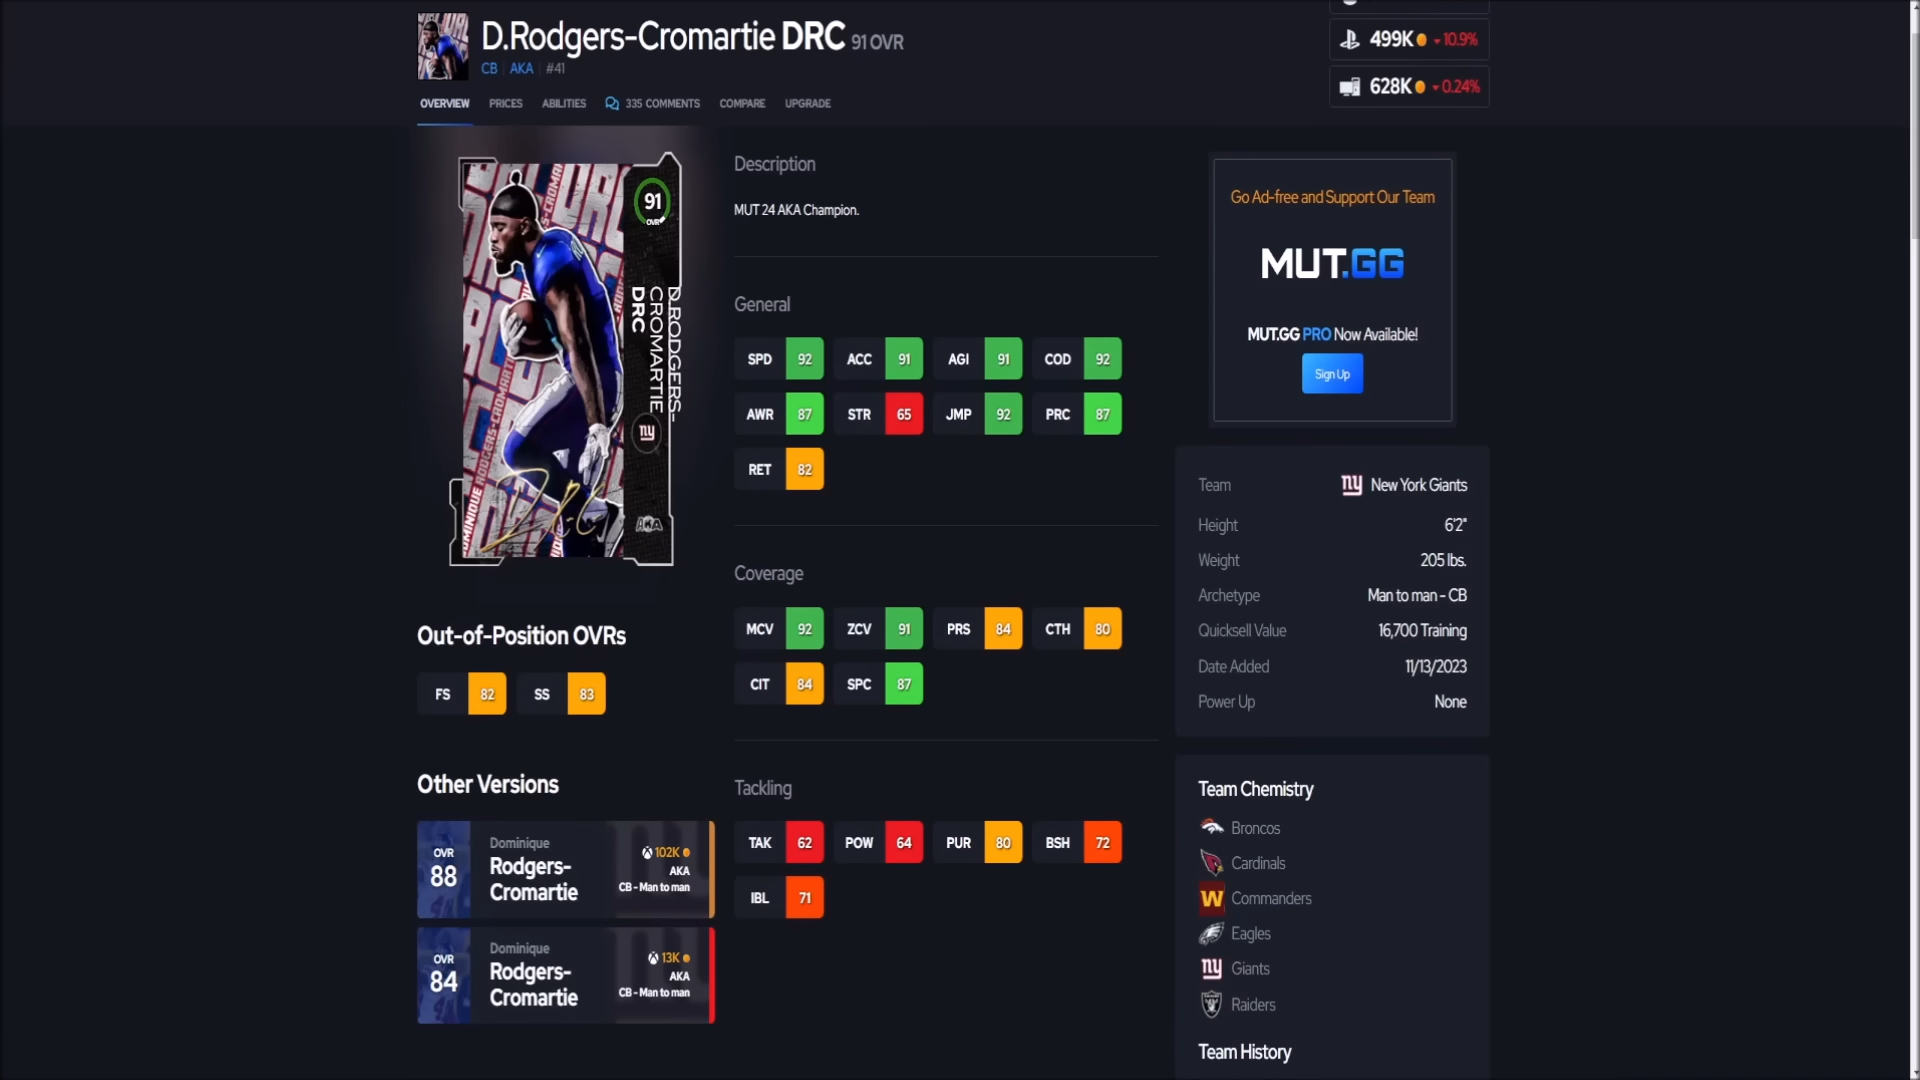 D.Rodgers-Cromartie DRC 91 OVR
CB AKA #41
499K 10.9%
628K 0.24%
OVERVIEW PRICES ABILITIES 335 COMMENTS COMPARE UPGRADE
91
OVR
D.RODGERS-
CROMARTIE
DRC
ny
AKA
Out-of-Position OVRs
FS 82 SS 83
Other Versions
OVR
88
Dominique
Rodgers-
Cromartie
102K
AKA
CB - Man to man
OVR
84
Dominique
Rodgers-
Cromartie
13K
AKA
CB - Man to man
Description
MUT 24 AKA Champion.
General
SPD 92 ACC 91 AGI 91 COD 92
AWR 87 STR 65 JMP 92 PRC 87
RET 82
Coverage
MCV 92 ZCV 91 PRS 84 CTH 80
CIT 84 SPC 87
Tackling
TAK 62 POW 64 PUR 80 BSH 72
IBL 71
Go Ad-free and Support Our Team
MUT.GG
MUT.GG PRO Now Available!
Sign Up
Team ny New York Giants
Height 6'2"
Weight 205 lbs.
Archetype Man to man - CB
Quicksell Value 16,700 Training
Date Added 11/13/2023
Power Up None
Team Chemistry
Broncos
Cardinals
W Commanders
Eagles
ny Giants
Raiders
Team History